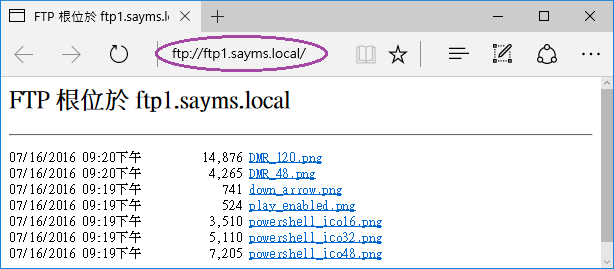 FTP 根位於 ftp1.sayms.lo
ftp://ftp1.sayms.local/
FTP 根位於 ftp1.sayms.local
07/16/2016 09:20下午 14,876 DMR_120.png
07/16/2016 09:20下午 4,265 DMR_48.png
07/16/2016 09:19下午 741 down_arrow.png
07/16/2016 09:19下午 524 play_enabled.png
07/16/2016 09:19下午 3,510 powershell_ico16.png
07/16/2016 09:19下午 5,110 powershell_ico32.png
07/16/2016 09:19下午 7,205 powershell_ico48.png